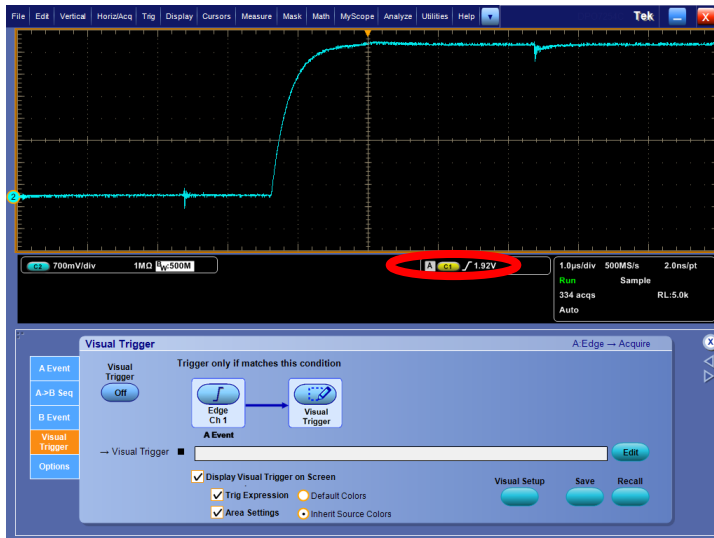 File Edit Vertical Horiz/Acq Trig Display Cursors Measure Mask Math MyScope Analyze Utilities Help Tek X
2
C2 700mV/div 1MΩ BW:500M
A C1 1.92V
1.0µs/div 500MS/s 2.0ns/pt
Run Sample
334 acqs RL:5.0k
Auto
Visual Trigger A:Edge → Acquire X
A Event
A->B Seq
B Event
Visual
Trigger
Options
Visual
Trigger
Off
Trigger only if matches this condition
Edge
Ch 1
Visual
Trigger
A Event
→ Visual Trigger Edit
Display Visual Trigger on Screen
Trig Expression Default Colors
Area Settings Inherit Source Colors
Visual Setup Save Recall